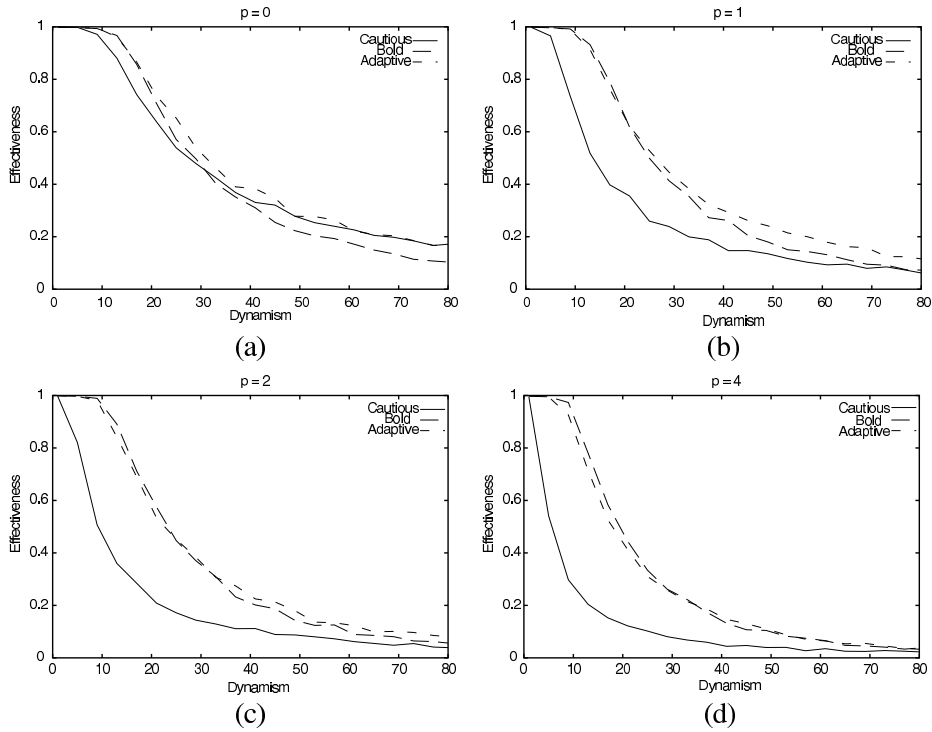 p = 0
1
0.8
0.6
0.4
0.2
0
Effectiveness
Cautious
Bold
Adaptive
0 10 20 30 40 50 60 70 80
Dynamism
(a)
p = 1
1
0.8
0.6
0.4
0.2
0
Effectiveness
Cautious
Bold
Adaptive
0 10 20 30 40 50 60 70 80
Dynamism
(b)
p = 2
1
0.8
0.6
0.4
0.2
0
Effectiveness
Cautious
Bold
Adaptive
0 10 20 30 40 50 60 70 80
Dynamism
(c)
p = 4
1
0.8
0.6
0.4
0.2
0
Effectiveness
Cautious
Bold
Adaptive
0 10 20 30 40 50 60 70 80
Dynamism
(d)